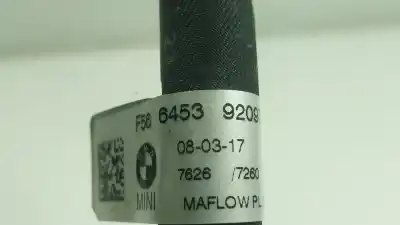 F56 6453 9209
08-03-17
7626 /7260
MINI MAFLOW PL